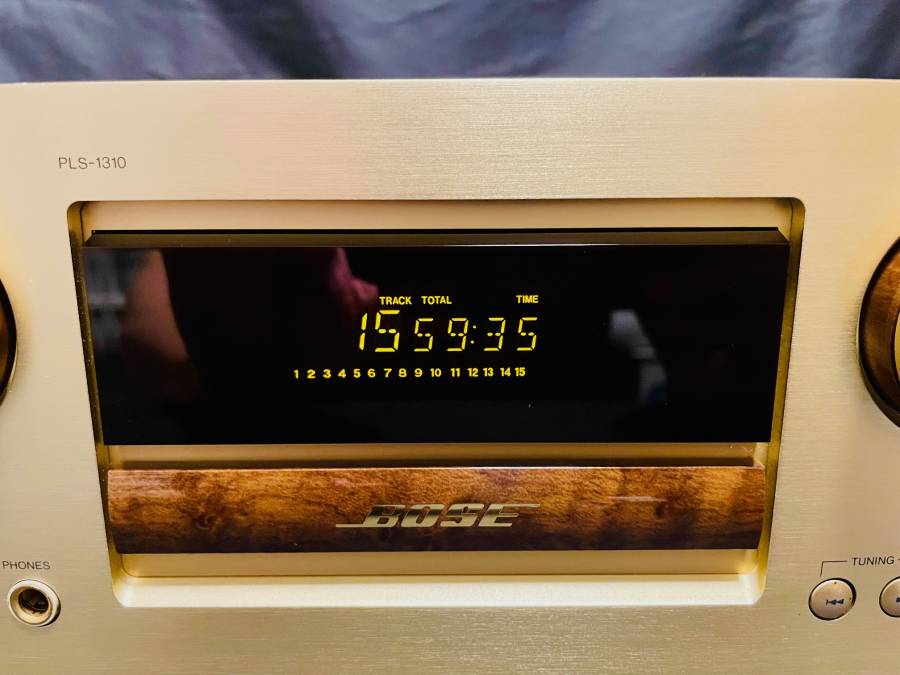 PLS-1310
TRACK TOTAL TIME
15 59:35
1 2 3 4 5 6 7 8 9 10 11 12 13 14 15
BOSE
PHONES
TUNING